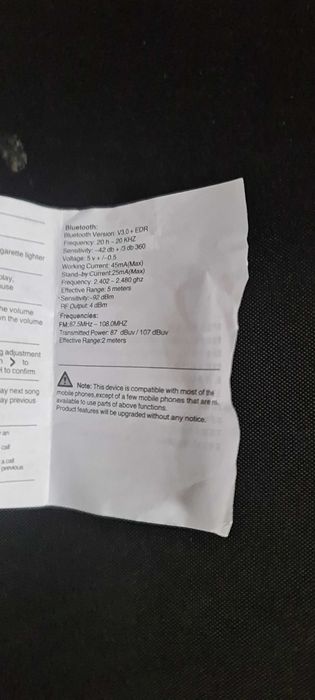 garette lighter
play,
use
he volume
n the volume
g adjustment
> to
H to confirm.
ay next song
ay previous
an
call
a call
previous
Bluetooth:
Bluetooth Version: V3.0 + EDR
Frequency: 20 h - 20 KHZ
Sensitivity: -42 db + /3 db 360
Voltage: 5 v + /-0.5
Working Current: 45mA(Max)
Stand-by Current:25mA(Max)
Frequency: 2.402 - 2.480 ghz
Effective Range: 5 meters
Sensitivity:-92 dBm
RF Output: 4 dBm
Frequencies:
FM:87.5MHz - 108.0MHZ
Transmitted Power: 87 dBuv / 107 dBuv
Effective Range:2 meters
Note: This device is compatible with most of the
mobile phones,except of a few mobile phones that are
available to use parts of above functions.
Product features will be upgraded without any notice.